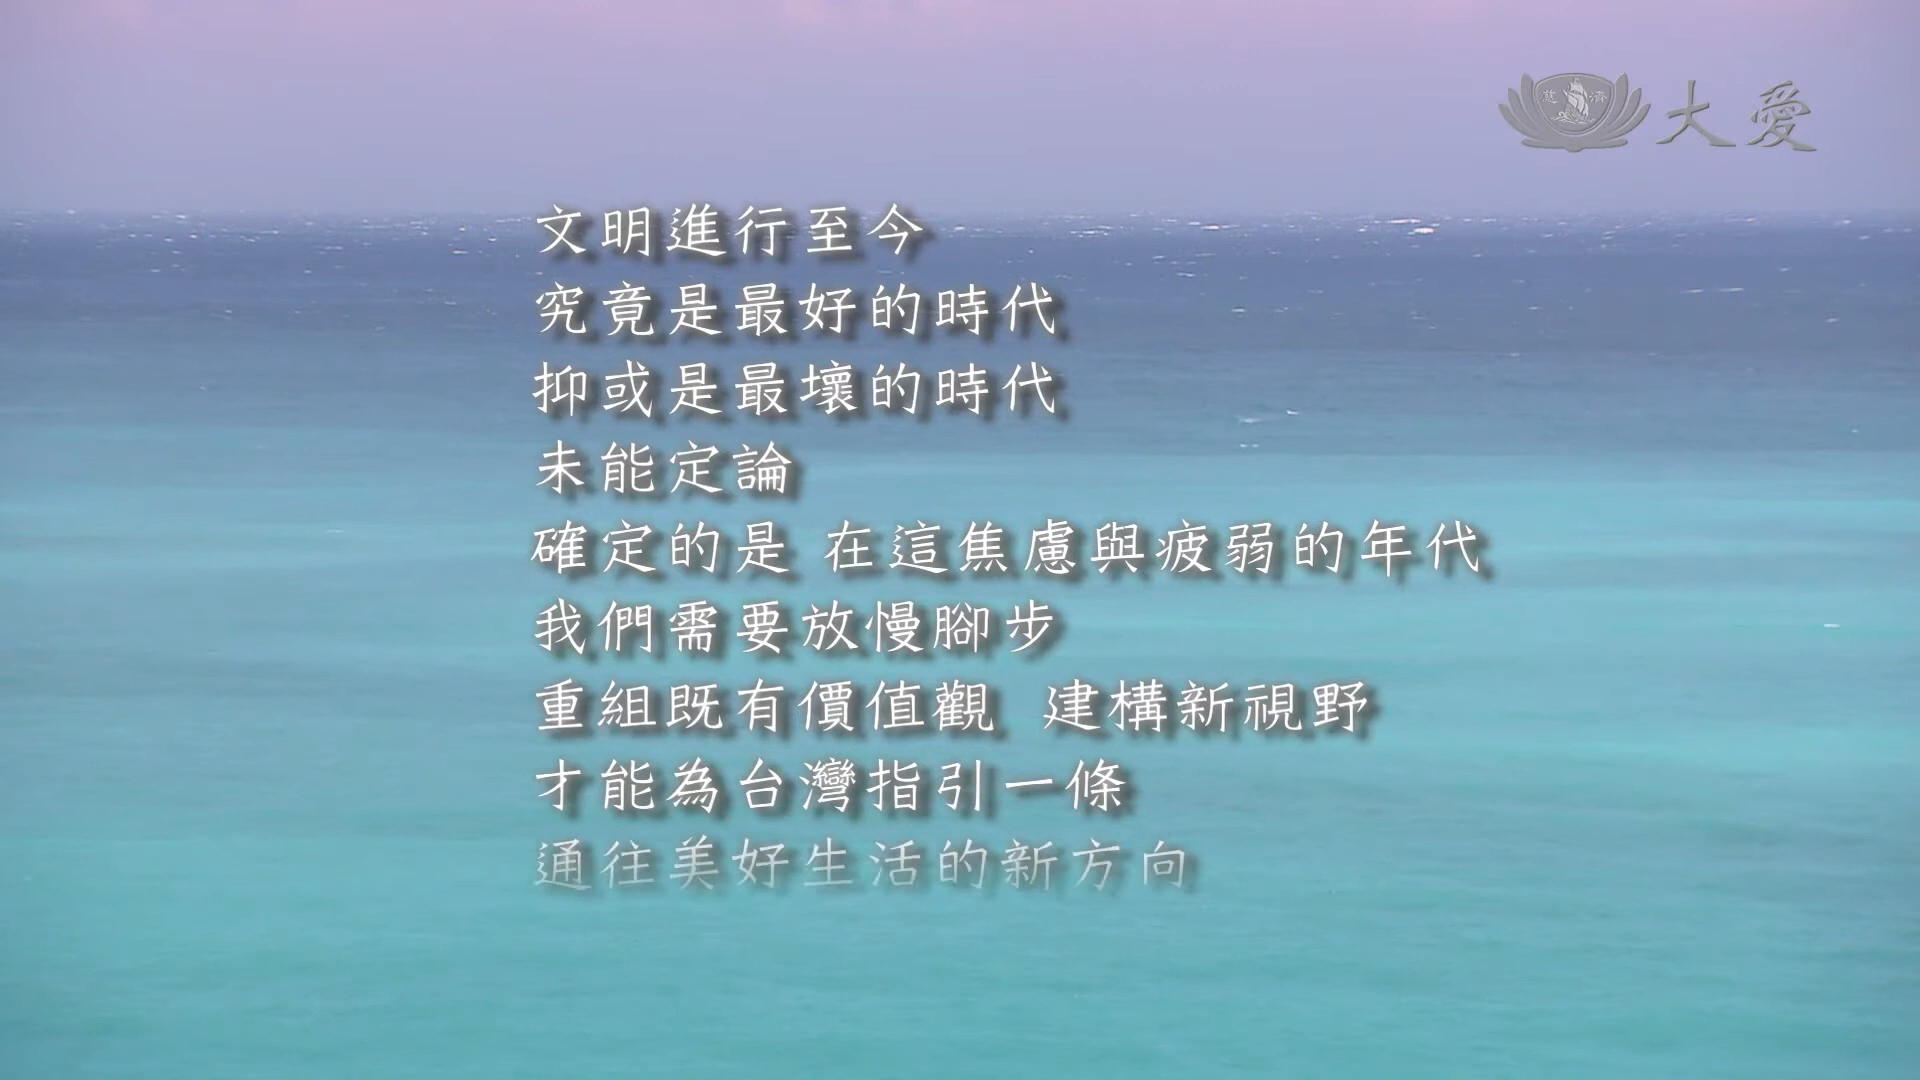 慈濟
大愛
文明進行至今
究竟是最好的時代
抑或是最壞的時代
未能定論
確定的是 在這焦慮與疲弱的年代
我們需要放慢腳步
重組既有價值觀 建構新視野
才能為台灣指引一條
通往美好生活的新方向